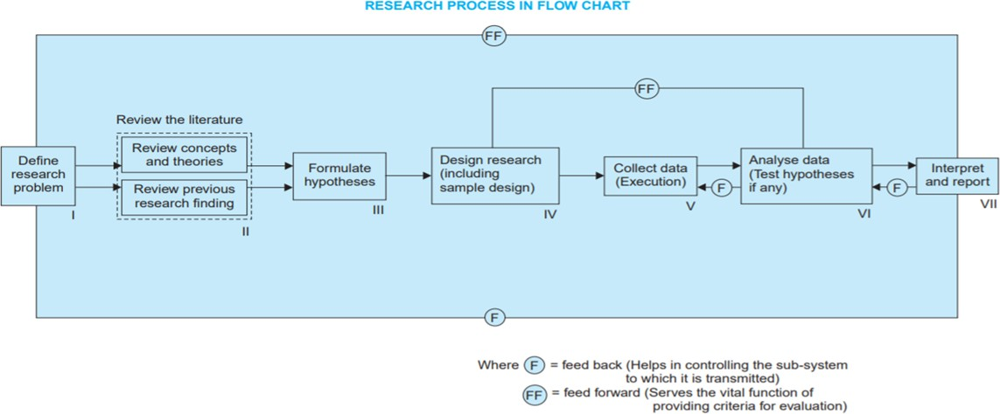 RESEARCH PROCESS IN FLOW CHART
FF
FF
Review the literature
Define
research
problem
I
Review concepts
and theories
Review previous
research finding
II
Formulate
hypotheses
III
Design research
(including
sample design)
IV
Collect data
(Execution)
V
F
Analyse data
(Test hypotheses
if any)
VI
F
Interpret
and report
VII
F
Where F = feed back (Helps in controlling the sub-system
to which it is transmitted)
FF = feed forward (Serves the vital function of
providing criteria for evaluation)